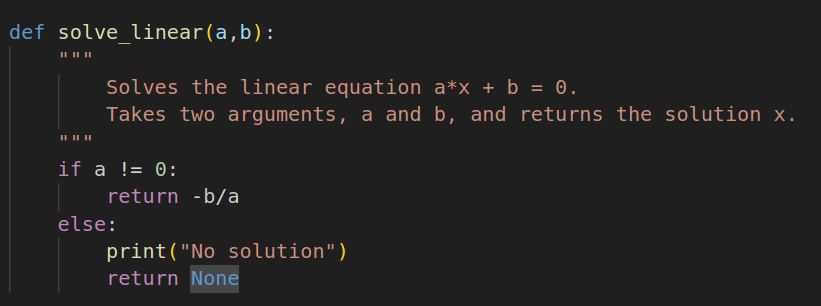 def solve_linear(a,b):
    """
        Solves the linear equation a*x + b = 0.
        Takes two arguments, a and b, and returns the solution x.
    """
    if a != 0:
        return -b/a
    else:
        print("No solution")
        return None